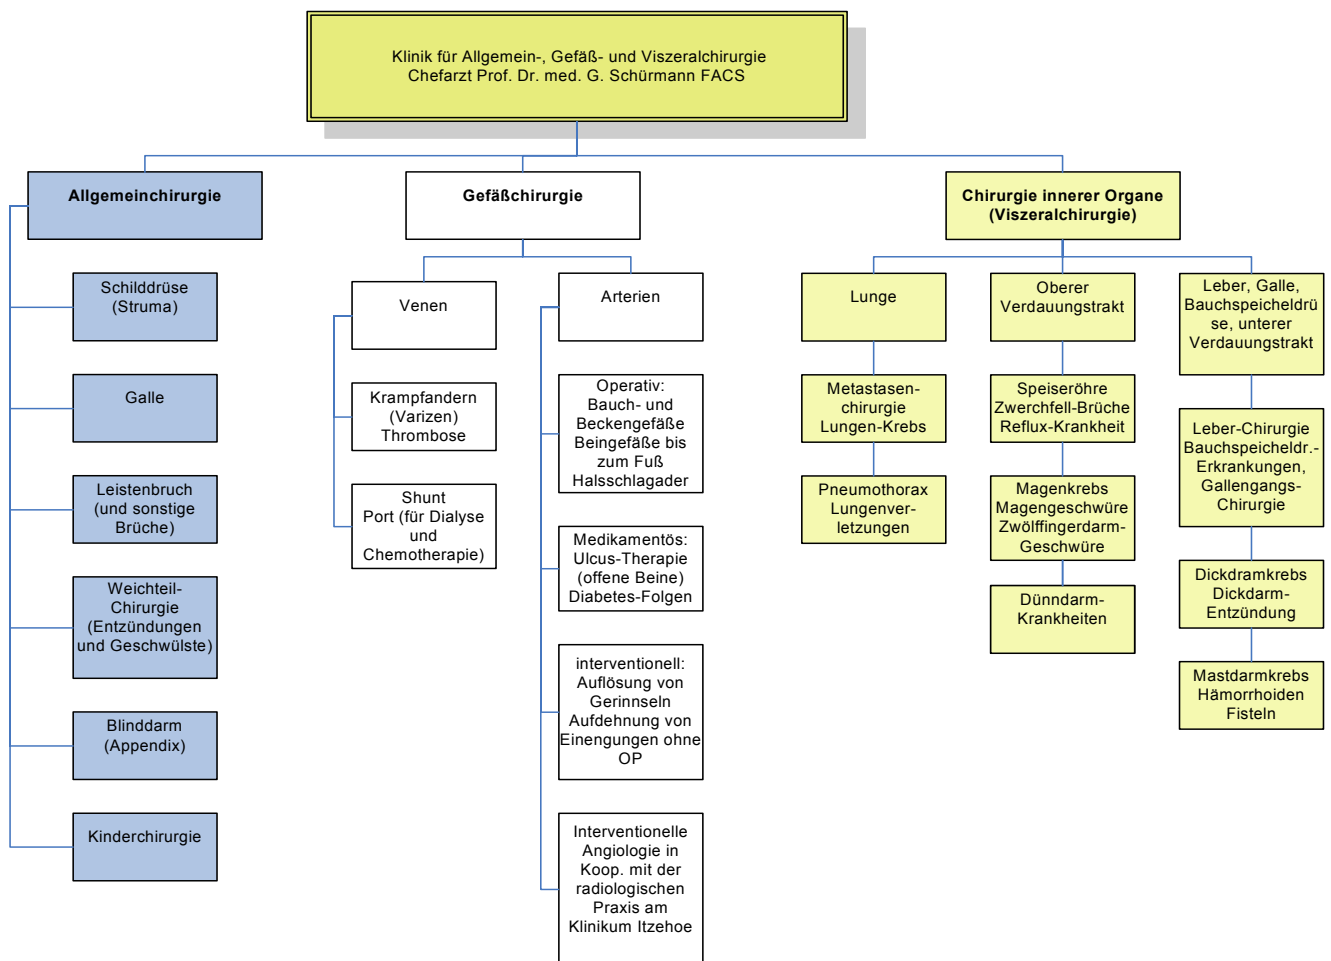 Klinik für Allgemein-, Gefäß- und Viszeralchirurgie
Chefarzt Prof. Dr. med. G. Schürmann FACS
Allgemeinchirurgie
Schilddrüse
(Struma)
Galle
Leistenbruch
(und sonstige
Brüche)
Weichteil-
Chirurgie
(Entzündungen
und Geschwülste)
Blinddarm
(Appendix)
Kinderchirurgie
Gefäßchirurgie
Venen
Krampfandern
(Varizen)
Thrombose
Shunt
Port (für Dialyse
und
Chemotherapie)
Arterien
Operativ:
Bauch- und
Beckengefäße
Beingefäße bis
zum Fuß
Halsschlagader
Medikamentös:
Ulcus-Therapie
(offene Beine)
Diabetes-Folgen
interventionell:
Auflösung von
Gerinnseln
Aufdehnung von
Einengungen ohne
OP
Interventionelle
Angiologie in
Koop. mit der
radiologischen
Praxis am
Klinikum Itzehoe
Chirurgie innerer Organe
(Viszeralchirurgie)
Lunge
Metastasen-
chirurgie
Lungen-Krebs
Pneumothorax
Lungenver-
letzungen
Oberer
Verdauungstrakt
Speiseröhre
Zwerchfell-Brüche
Reflux-Krankheit
Magenkrebs
Magengeschwüre
Zwölffingerdarm-
Geschwüre
Dünndarm-
Krankheiten
Leber, Galle,
Bauchspeicheldrü
se, unterer
Verdauungstrakt
Leber-Chirurgie
Bauchspeicheldr.-
Erkrankungen,
Gallengangs-
Chirurgie
Dickdramkrebs
Dickdarm-
Entzündung
Mastdarmkrebs
Hämorrhoiden
Fisteln